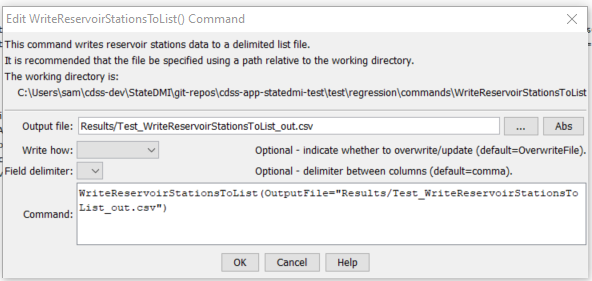 Edit WriteReservoirStationsToList() Command
This command writes reservoir stations data to a delimited list file.
It is recommended that the file be specified using a path relative to the working directory.
The working directory is:
C:\Users\sam\cdss-dev\StateDMI\git-repos\cdss-app-statedmi-test\test\regression\commands\WriteReservoirStationsToList
Output file: Results/Test_WriteReservoirStationsToList_out.csv ... Abs
Write how: Optional - indicate whether to overwrite/update (default=OverwriteFile).
Field delimiter: Optional - delimiter between columns (default=comma).
Command: WriteReservoirStationsToList(OutputFile="Results/Test_WriteReservoirStationsTo
List_out.csv")
OK Cancel Help